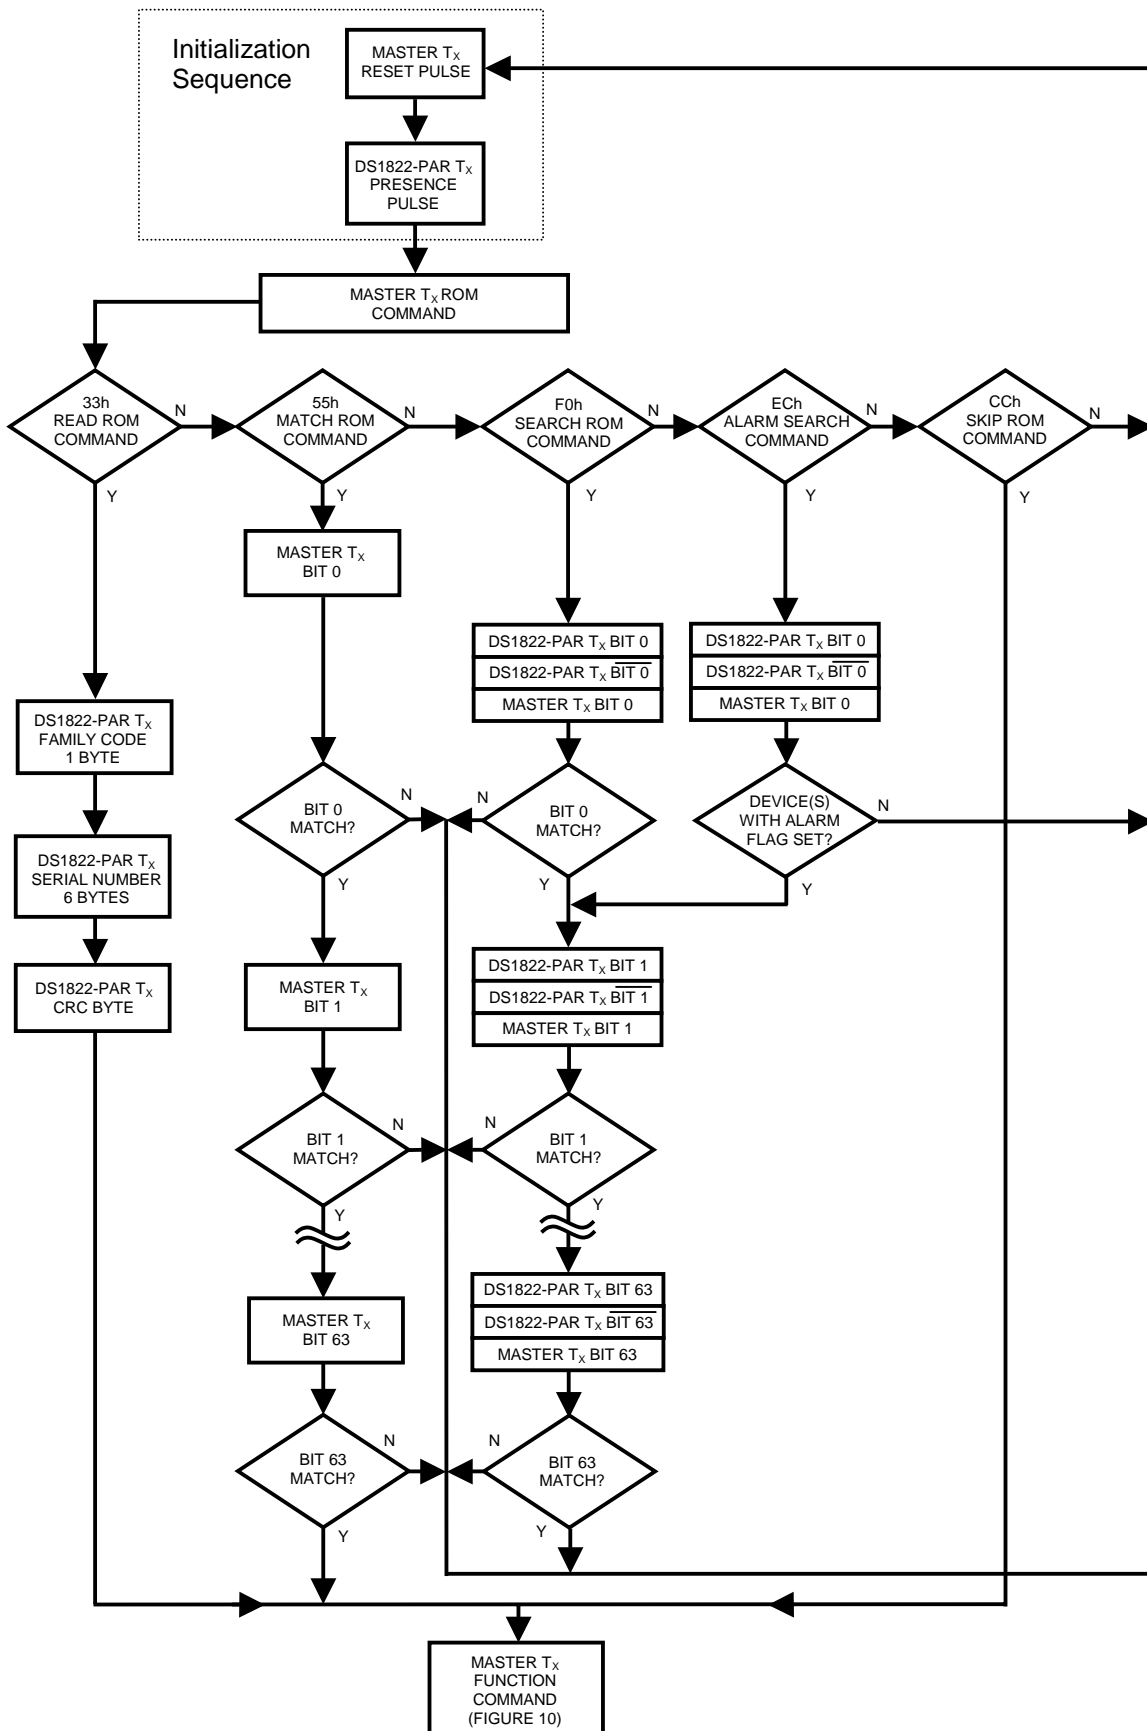 Initialization
Sequence
MASTER TX
RESET PULSE
DS1822-PAR TX
PRESENCE
PULSE
MASTER TX ROM
COMMAND
33h
READ ROM
COMMAND
N
Y
55h
MATCH ROM
COMMAND
N
Y
F0h
SEARCH ROM
COMMAND
N
Y
ECh
ALARM SEARCH
COMMAND
N
Y
CCh
SKIP ROM
COMMAND
N
Y
MASTER TX
BIT 0
DS1822-PAR TX BIT 0
DS1822-PAR TX BIT 0
MASTER TX BIT 0
DS1822-PAR TX BIT 0
DS1822-PAR TX BIT 0
MASTER TX BIT 0
DS1822-PAR TX
FAMILY CODE
1 BYTE
DS1822-PAR TX
SERIAL NUMBER
6 BYTES
DS1822-PAR TX
CRC BYTE
BIT 0
MATCH?
N
Y
N
BIT 0
MATCH?
Y
DEVICE(S)
WITH ALARM
FLAG SET?
N
Y
MASTER TX
BIT 1
DS1822-PAR TX BIT 1
DS1822-PAR TX BIT 1
MASTER TX BIT 1
BIT 1
MATCH?
N
Y
N
BIT 1
MATCH?
Y
MASTER TX
BIT 63
DS1822-PAR TX BIT 63
DS1822-PAR TX BIT 63
MASTER TX BIT 63
BIT 63
MATCH?
N
Y
N
BIT 63
MATCH?
Y
MASTER TX
FUNCTION
COMMAND
(FIGURE 10)